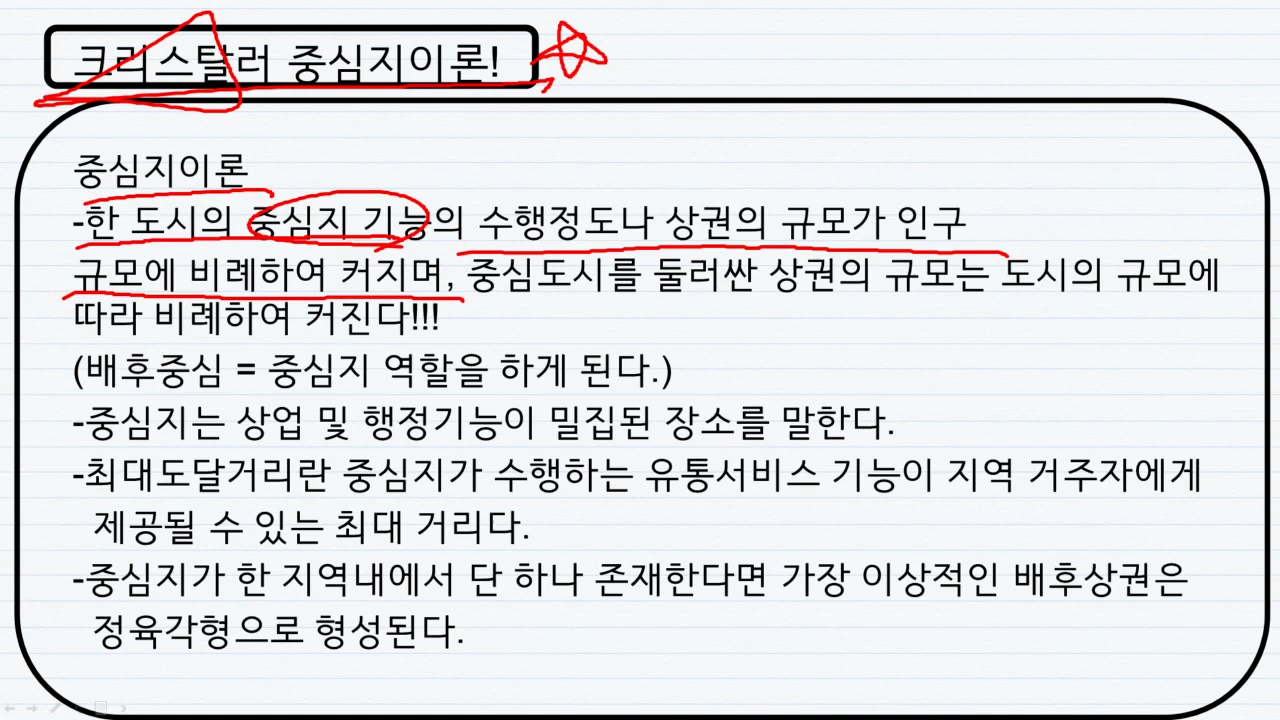 크리스탈러 중심지이론!
중심지이론
-한 도시의 중심지 기능의 수행정도나 상권의 규모가 인구
규모에 비례하여 커지며, 중심도시를 둘러싼 상권의 규모는 도시의 규모에
따라 비례하여 커진다!!!
(배후중심 = 중심지 역할을 하게 된다.)
-중심지는 상업 및 행정기능이 밀집된 장소를 말한다.
-최대도달거리란 중심지가 수행하는 유통서비스 기능이 지역 거주자에게
제공될 수 있는 최대 거리다.
-중심지가 한 지역내에서 단 하나 존재한다면 가장 이상적인 배후상권은
정육각형으로 형성된다.